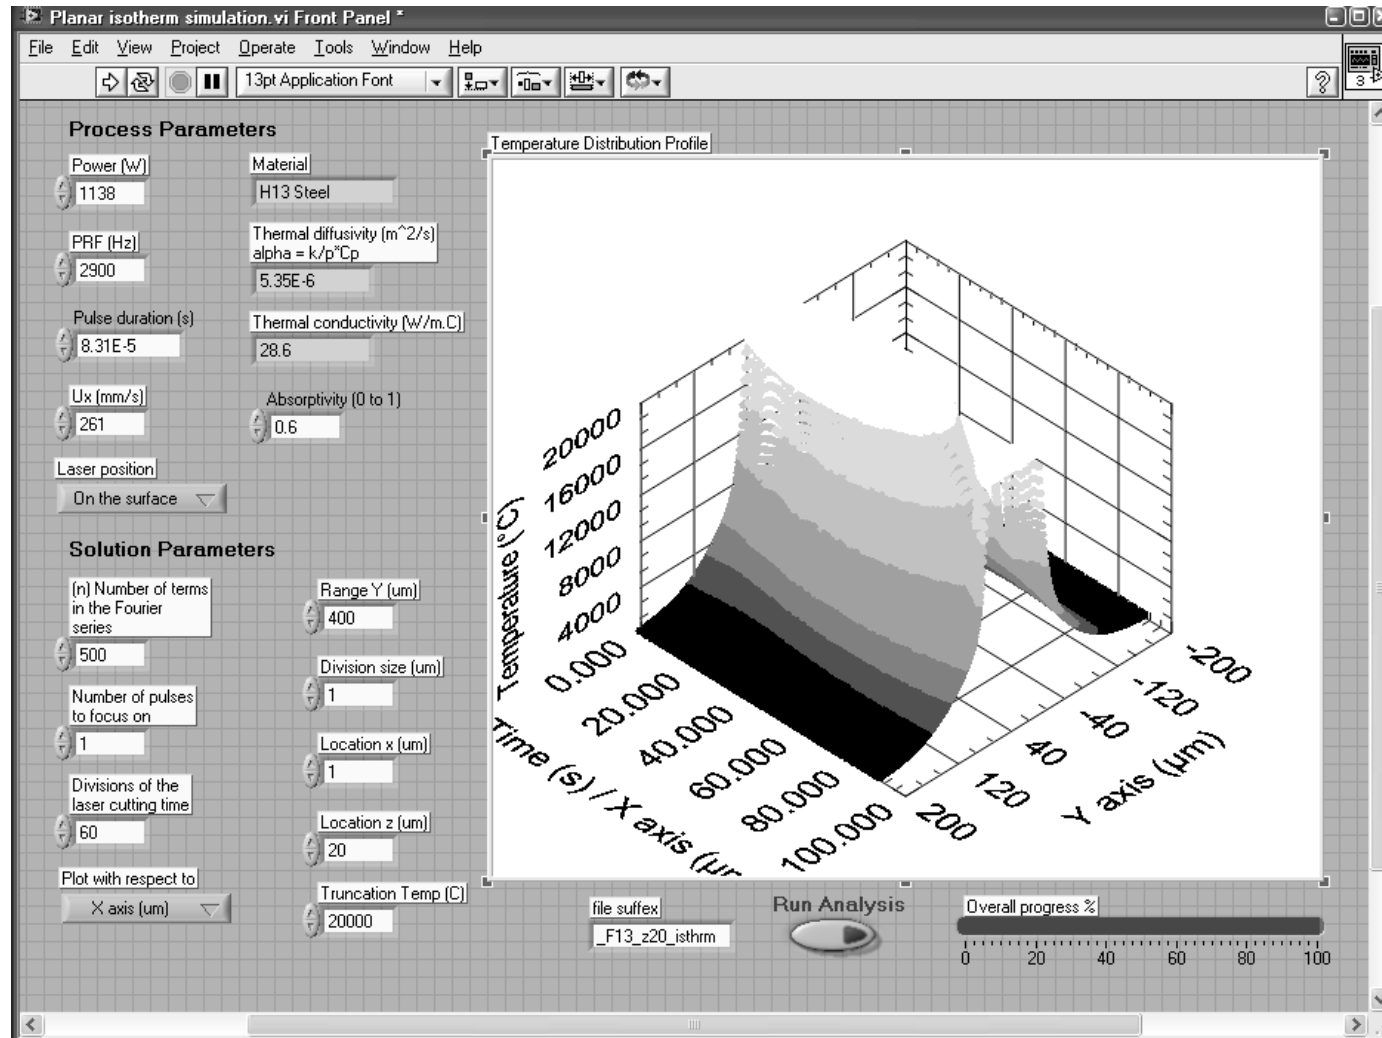 Planar isotherm simulation.vi Front Panel *
File Edit View Project Operate Tools Window Help
13pt Application Font
?
3
Process Parameters
Power (W)
1138
Material
H13 Steel
PRF (Hz)
2900
Thermal diffusivity (m^2/s)
alpha = k/p*Cp
5.35E-6
Pulse duration (s)
8.31E-5
Thermal conductivity (W/m.C)
28.6
Ux (mm/s)
261
Absorptivity (0 to 1)
0.6
Laser position
On the surface
Solution Parameters
(n) Number of terms
in the Fourier
series
500
Range Y (um)
400
Number of pulses
to focus on
1
Division size (um)
1
Divisions of the
laser cutting time
60
Location x (um)
1
Location z (um)
20
Plot with respect to
X axis (um)
Truncation Temp (C)
20000
Temperature Distribution Profile
Temperature (°C)
20000
16000
12000
8000
4000
0.000
20.000
40.000
60.000
80.000
100.000
Time (s) / X axis (µm
-200
-120
-40
40
120
200
Y axis (µm)
file suffex
_F13_z20_isthrm
Run Analysis
Overall progress %
0 20 40 60 80 100